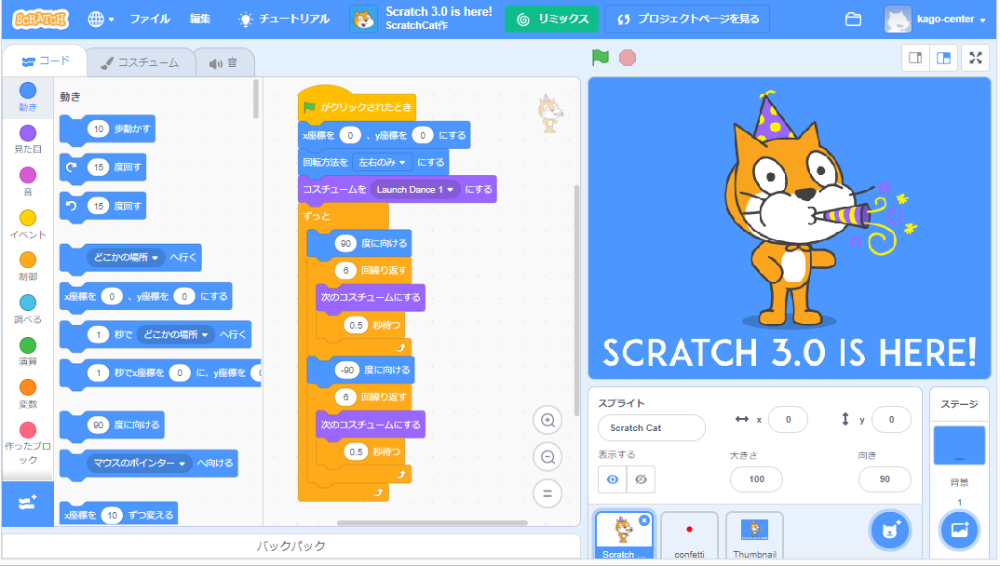 SCRATCH
ファイル
編集
チュートリアル
Scratch 3.0 is here!
ScratchCat作
リミックス
プロジェクトページを見る
kago-center
コード
コスチューム
音
動き
見た目
音
イベント
制御
調べる
演算
変数
作ったブロ
ック
動き
10 歩動かす
15 度回す
15 度回す
どこかの場所 へ行く
x座標を 0 、y座標を 0 にする
1 秒で どこかの場所 へ行く
1 秒でx座標を 0 に、y座標を
90 度に向ける
マウスのポインター へ向ける
x座標を 10 ずつ変える
がクリックされたとき
x座標を 0 、y座標を 0 にする
回転方法を 左右のみ にする
コスチュームを Launch Dance 1 にする
ずっと
90 度に向ける
6 回繰り返す
次のコスチュームにする
0.5 秒待つ
-90 度に向ける
6 回繰り返す
次のコスチュームにする
0.5 秒待つ
SCRATCH 3.0 IS HERE!
スプライト
Scratch Cat
x 0
y 0
表示する
大きさ
100
向き
90
ステージ
背景
1
Scratch ...
confetti
Thumbnail
バックパック